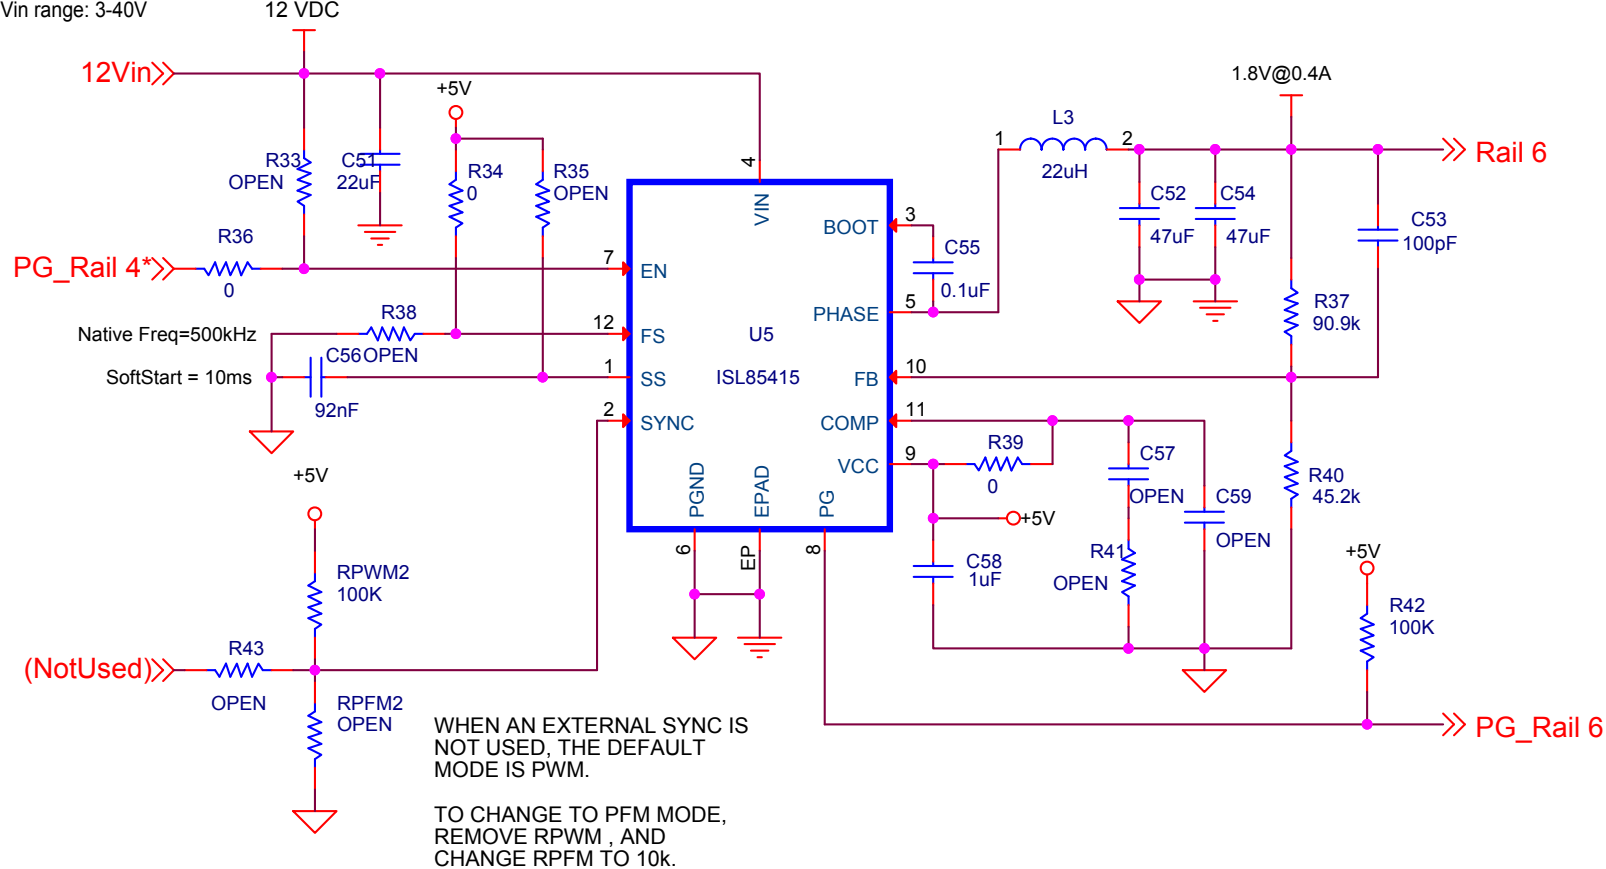 Vin range: 3-40V
12 VDC
12Vin
+5V
1.8V@0.4A
R33
OPEN
C51
22uF
R34
0
R35
OPEN
4
VIN
1
L3
2
22uH
Rail 6
C52
47uF
C54
47uF
C53
100pF
R36
0
PG_Rail 4*
7
EN
BOOT
3
C55
0.1uF
PHASE
5
R37
90.9k
Native Freq=500kHz
R38
OPEN
12
FS
U5
ISL85415
SoftStart = 10ms
C56
92nF
1
SS
FB
10
2
SYNC
COMP
11
VCC
9
R39
0
C57
OPEN
C59
OPEN
R40
45.2k
PGND
EPAD
PG
6
EP
8
+5V
C58
1uF
R41
OPEN
+5V
R42
100K
+5V
RPWM2
100K
(NotUsed)
R43
OPEN
RPFM2
OPEN
PG_Rail 6
WHEN AN EXTERNAL SYNC IS
NOT USED, THE DEFAULT
MODE IS PWM.
TO CHANGE TO PFM MODE,
REMOVE RPWM , AND
CHANGE RPFM TO 10k.